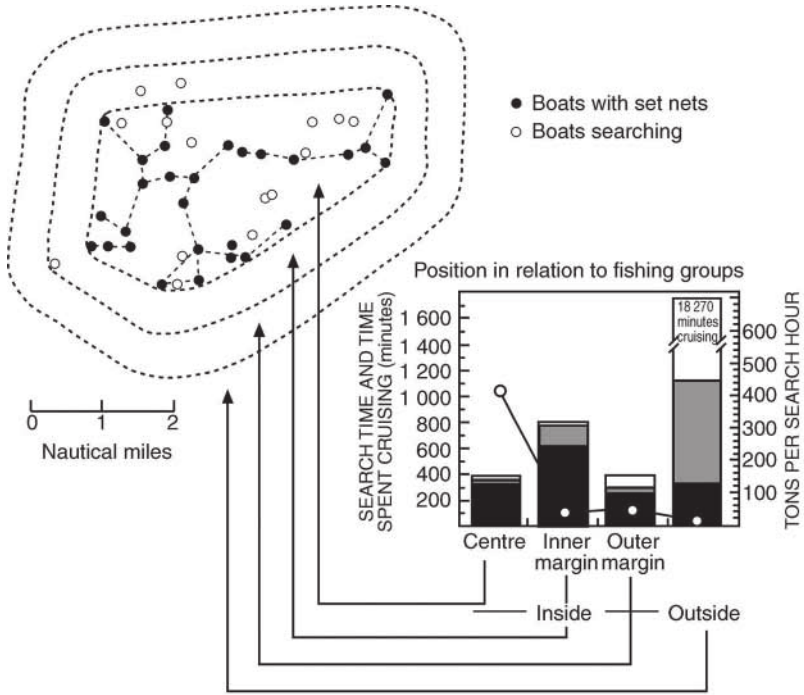 Boats with set nets
Boats searching
0 1 2
Nautical miles
Position in relation to fishing groups
SEARCH TIME AND TIME
SPENT CRUISING (minutes)
1 600
1 400
1 200
1 000
800
600
400
200
18 270
minutes
cruising
600
500
400
300
200
100
TONS PER SEARCH HOUR
Centre
Inner
margin
Outer
margin
Inside
Outside